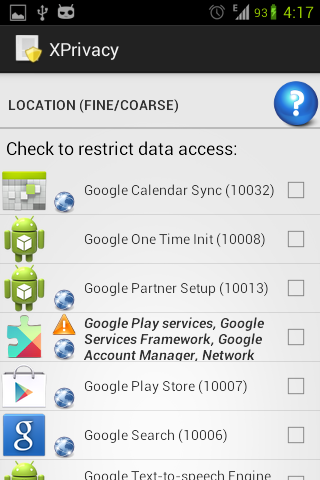 E 93 4:17
XPrivacy
LOCATION (FINE/COARSE)
?
Check to restrict data access:
Google Calendar Sync (10032)
Google One Time Init (10008)
Google Partner Setup (10013)
Google Play services, Google
Services Framework, Google
Account Manager, Network
Google Play Store (10007)
g Google Search (10006)
Google Text-to-speech Engine